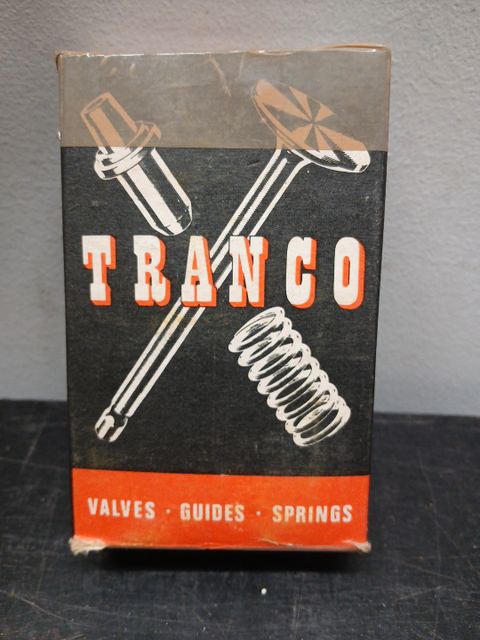 TRANCO
VALVES · GUIDES · SPRINGS